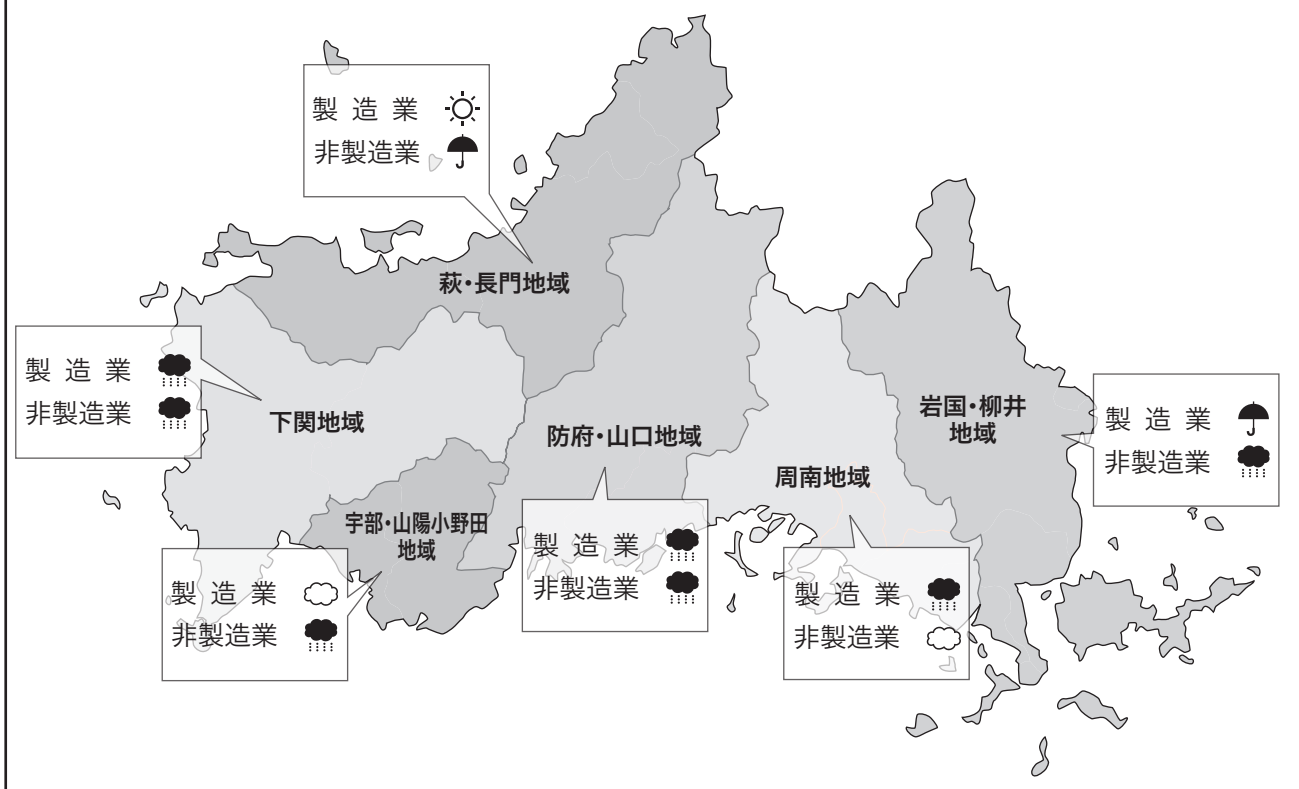 製造業
非製造業
萩・長門地域
製造業
非製造業
下関地域
岩国・柳井
地域
製造業
非製造業
防府・山口地域
周南地域
宇部・山陽小野田
地域
製造業
非製造業
製造業
非製造業
製造業
非製造業